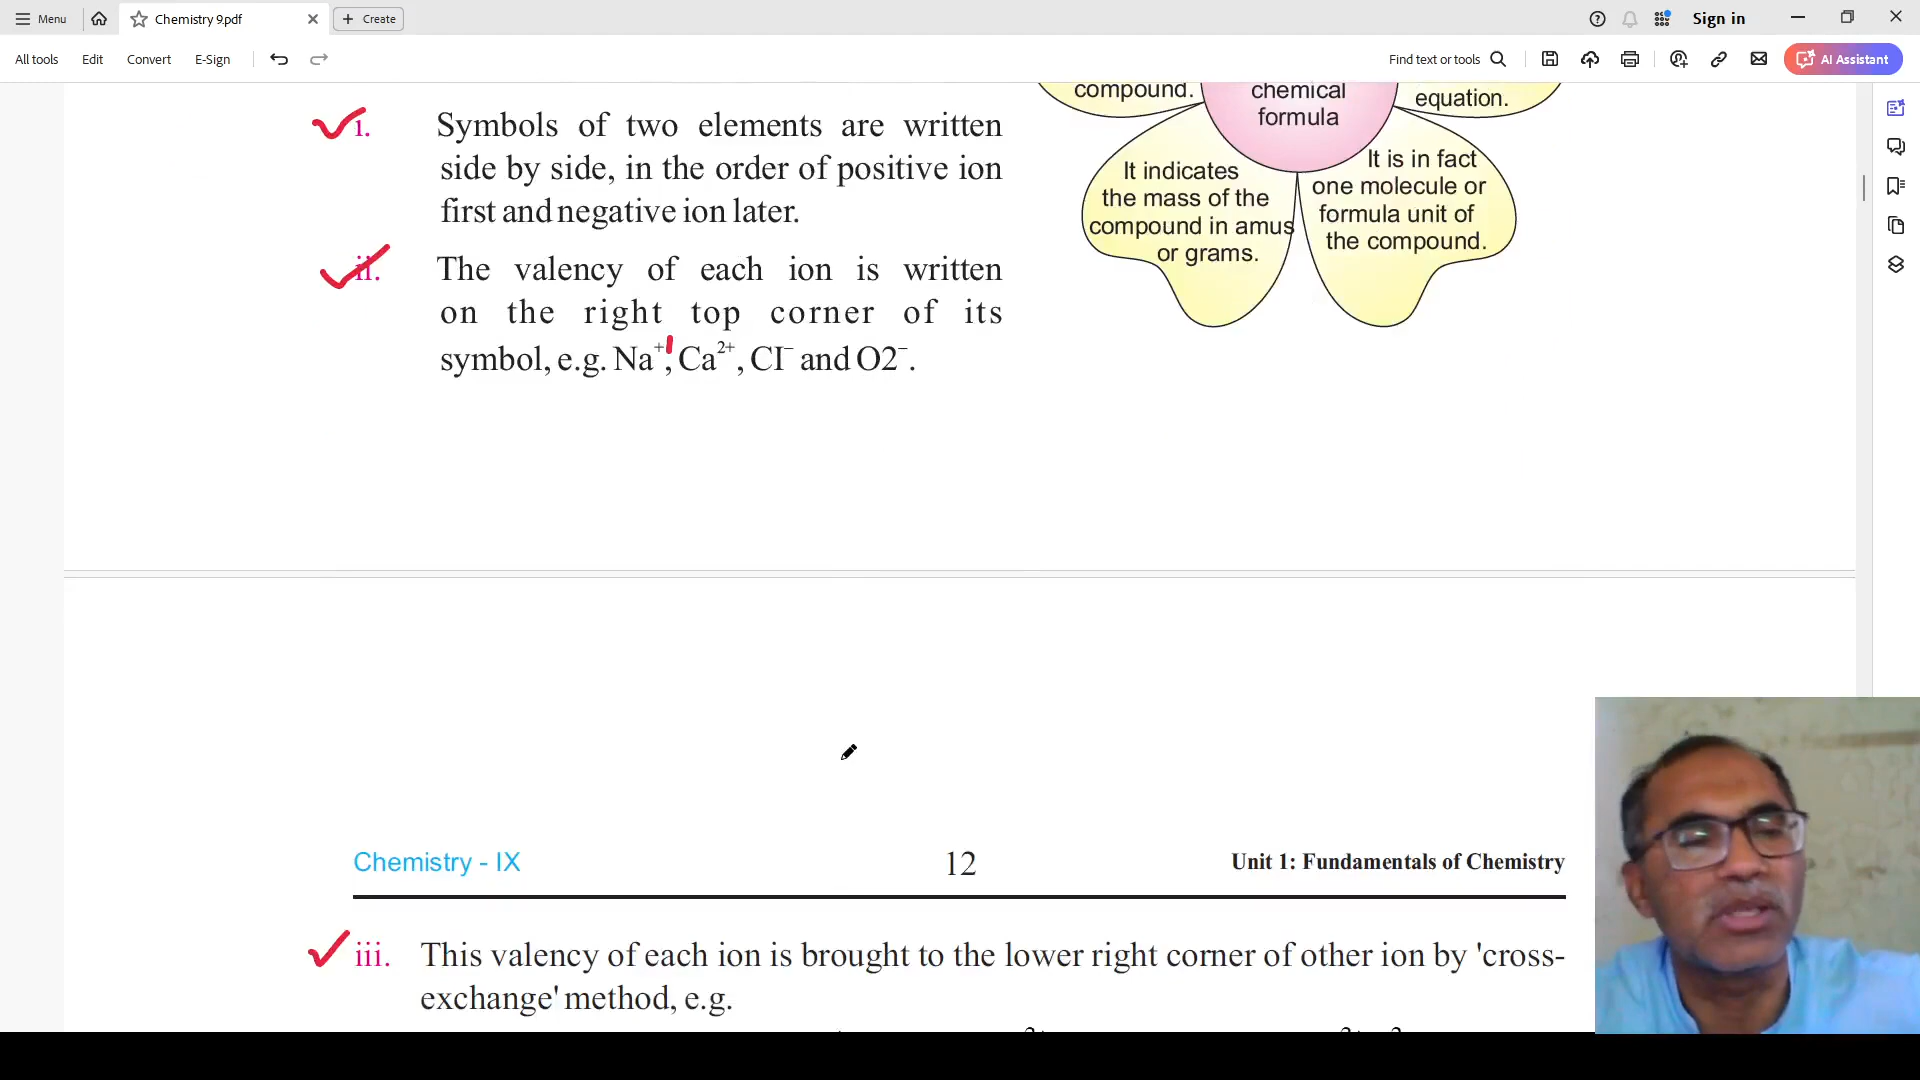 Menu
Chemistry 9.pdf
Create
Sign in
All tools
Edit
Convert
E-Sign
Find text or tools
AI Assistant
compound.
chemical
formula
equation.
i. Symbols of two elements are written
side by side, in the order of positive ion
first and negative ion later.
It indicates
the mass of the
compound in amus
or grams.
It is in fact
one molecule or
formula unit of
the compound.
ii. The valency of each ion is written
on the right top corner of its
symbol, e.g. Na⁺, Ca²⁺, CI⁻ and O2⁻.
Chemistry - IX
12
Unit 1: Fundamentals of Chemistry
iii. This valency of each ion is brought to the lower right corner of other ion by 'cross-
exchange' method, e.g.